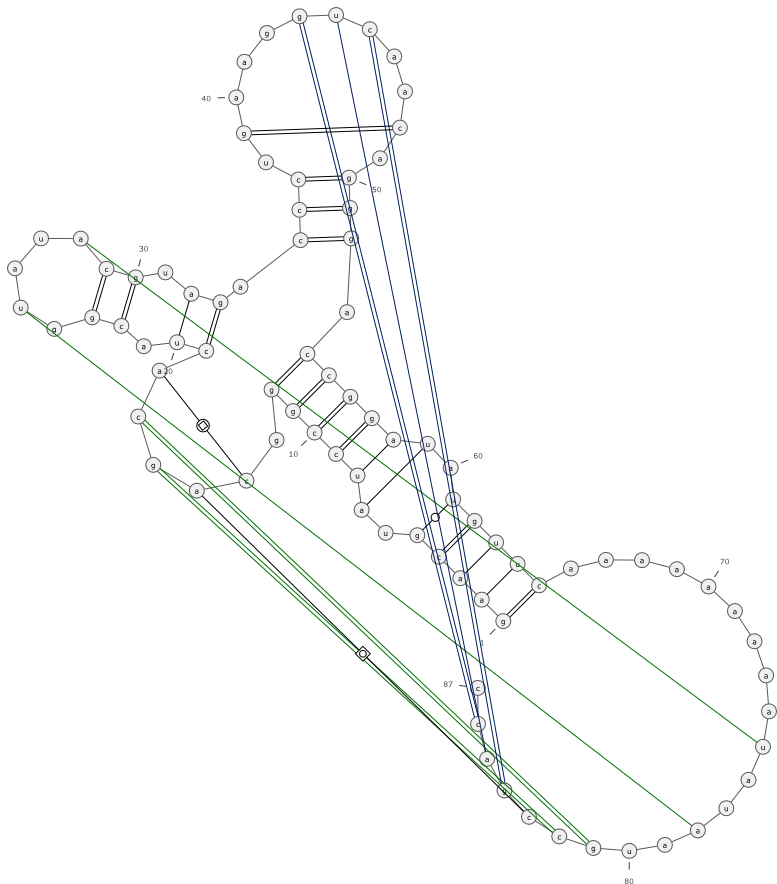 1
g a a c g u a u c
10
c g g g c a g c a c
20
u a c g g u a u a c
30
g u a g a c c c u g
40
a a g g u c a a c a
50
g g g a c c g g a u
60
a u g u u c a a a a
70
a a a a a u a u a a
80
u g c c g a c
87
c